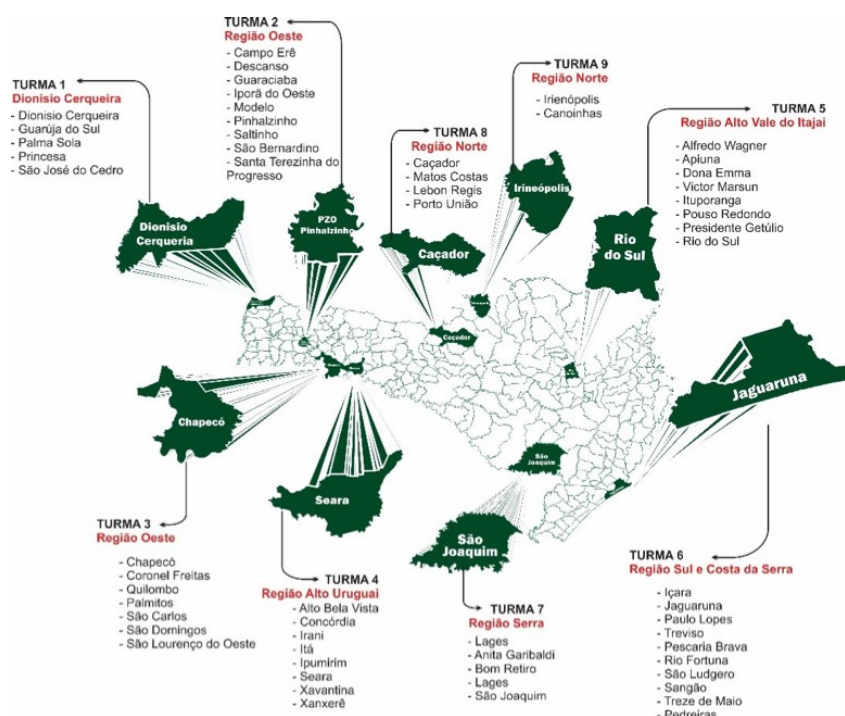 TURMA 1
Dionisio Cerqueira
- Dionisio Cerqueira
- Guarúja do Sul
- Palma Sola
- Princesa
- São José do Cedro
TURMA 2
Região Oeste
- Campo Erê
- Descanso
- Guaraciaba
- Iporã do Oeste
- Modelo
- Pinhalzinho
- Saltinho
- São Bernardino
- Santa Terezinha do
Progresso
TURMA 8
Região Norte
- Caçador
- Matos Costas
- Lebon Regis
- Porto União
TURMA 9
Região Norte
- Irienópolis
- Canoinhas
TURMA 5
Região Alto Vale do Itajai
- Alfredo Wagner
- Apiuna
- Dona Emma
- Victor Marsun
- Ituporanga
- Pouso Redondo
- Presidente Getúlio
- Rio do Sul
Dionisio
Cerqueria
PZO
Pinhalzinho
Caçador
Irineópolis
Rio
do Sul
Caçador
Jaguaruna
Chapecó
Seara
São
Joaquim
São
Joaquim
TURMA 3
Região Oeste
- Chapecó
- Coronel Freitas
- Quilombo
- Palmitos
- São Carlos
- São Domingos
- São Lourenço do Oeste
TURMA 4
Região Alto Uruguai
- Alto Bela Vista
- Concórdia
- Irani
- Itá
- Ipumirim
- Seara
- Xavantina
- Xanxerê
TURMA 7
Região Serra
- Lages
- Anita Garibaldi
- Bom Retiro
- Lages
- São Joaquim
TURMA 6
Região Sul e Costa da Serra
- Içara
- Jaguaruna
- Paulo Lopes
- Treviso
- Pescaria Brava
- Rio Fortuna
- São Ludgero
- Sangão
- Treze de Maio
- Pedreiras